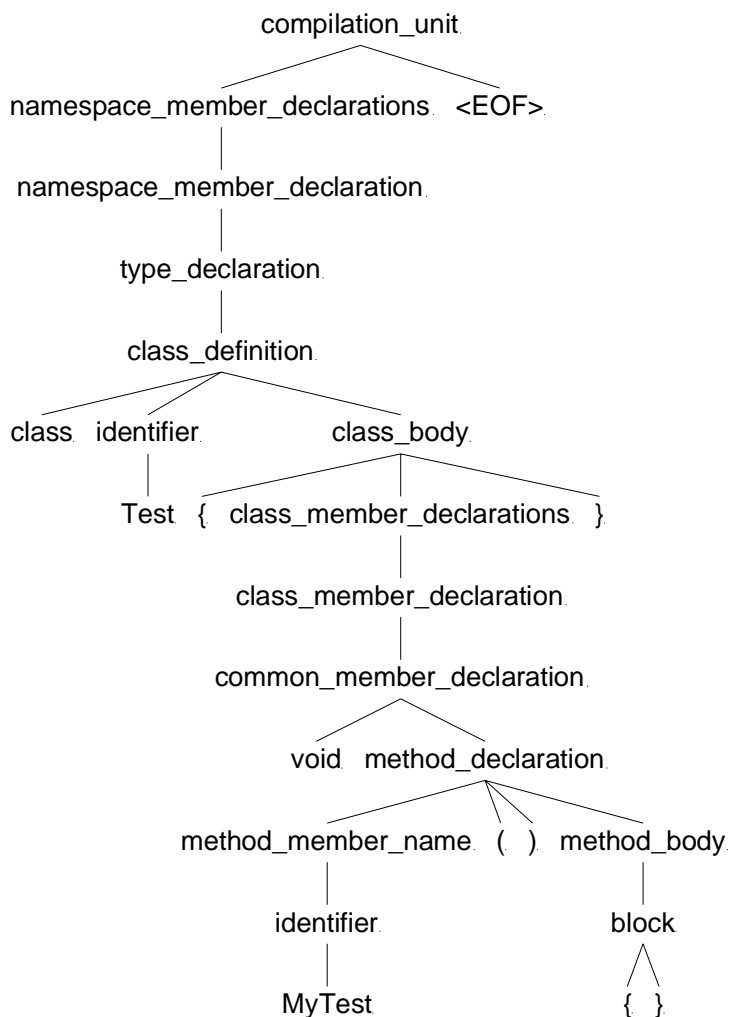 compilation_unit
namespace_member_declarations <EOF>
namespace_member_declaration
type_declaration
class_definition
class identifier class_body
Test { class_member_declarations }
class_member_declaration
common_member_declaration
void method_declaration
method_member_name ( ) method_body
identifier block
MyTest { }